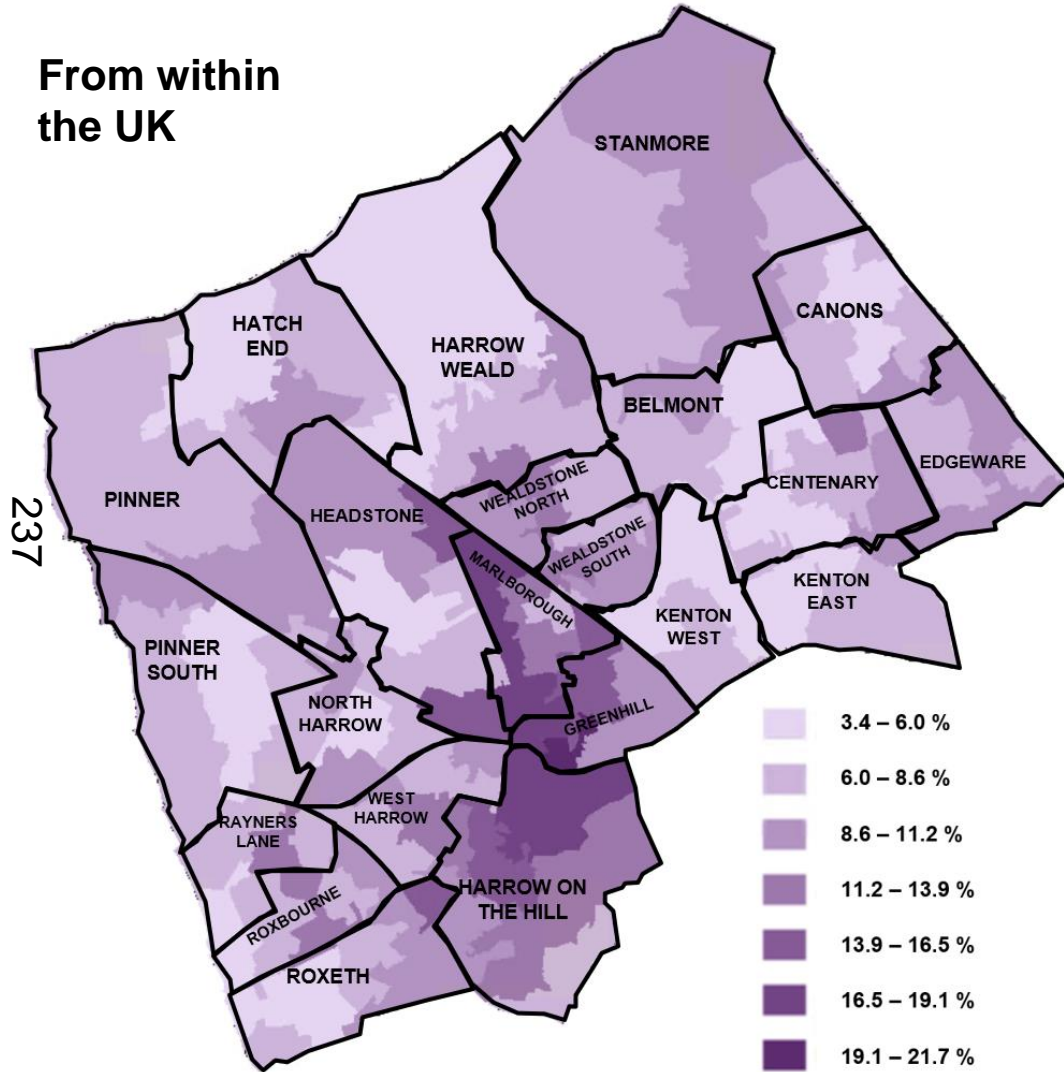 From within
the UK
STANMORE
CANONS
HATCH
END
HARROW
WEALD
BELMONT
EDGEWARE
CENTENARY
WEALDSTONE
NORTH
PINNER
HEADSTONE
237
WEALDSTONE
SOUTH
MARLBOROUGH
KENTON
EAST
KENTON
WEST
PINNER
SOUTH
NORTH
HARROW
GREENHILL
WEST
HARROW
RAYNERS
LANE
HARROW ON
THE HILL
ROXBOURNE
ROXETH
3.4 – 6.0 %
6.0 – 8.6 %
8.6 – 11.2 %
11.2 – 13.9 %
13.9 – 16.5 %
16.5 – 19.1 %
19.1 – 21.7 %